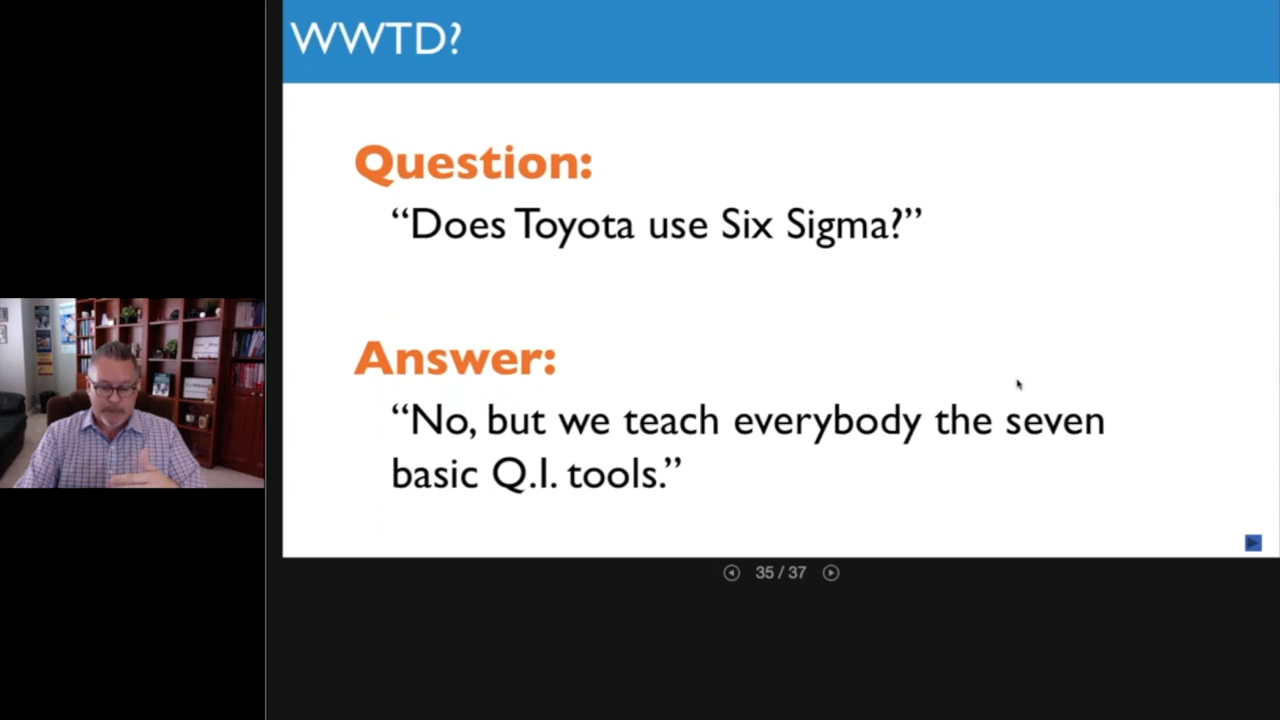 WWTD?
Question:
“Does Toyota use Six Sigma?”
Answer:
“No, but we teach everybody the seven
basic Q.I. tools.”
35 / 37